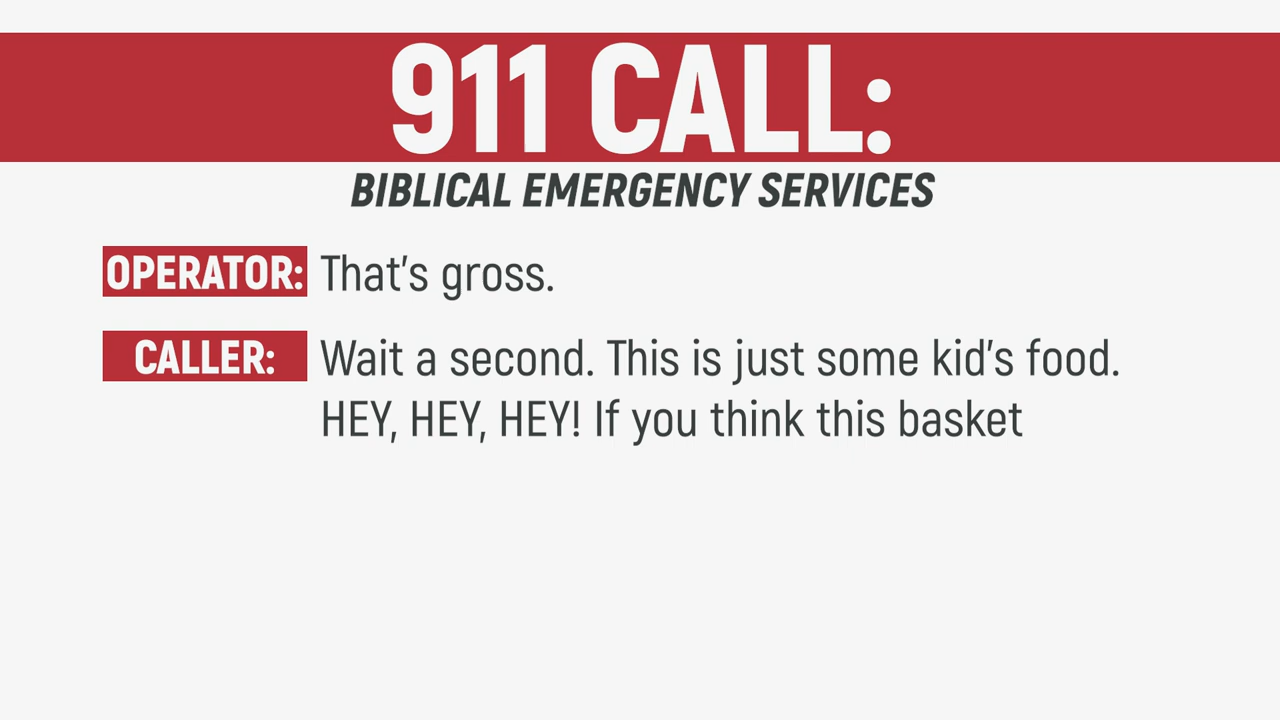 911 CALL:
BIBLICAL EMERGENCY SERVICES
OPERATOR: That's gross.
CALLER: Wait a second. This is just some kid's food.
HEY, HEY, HEY! If you think this basket